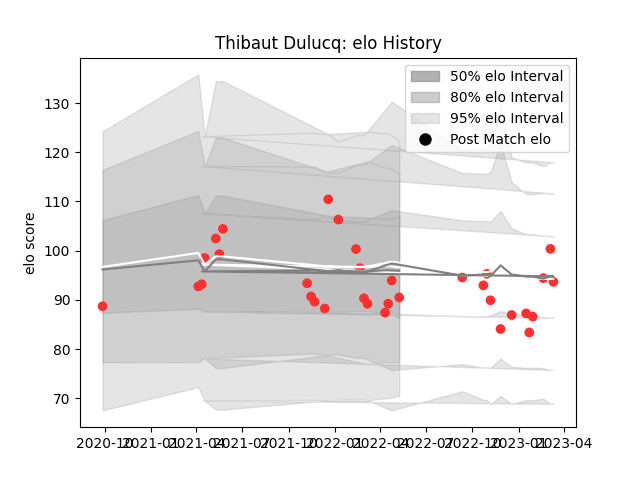 Thibaut Dulucq: elo History
50% elo Interval
80% elo Interval
95% elo Interval
Post Match elo
elo score
130
120
110
100
90
80
70
2020-10 2021-01 2021-04 2021-07 2021-10 2022-01 2022-04 2022-07 2022-10 2023-01 2023-04